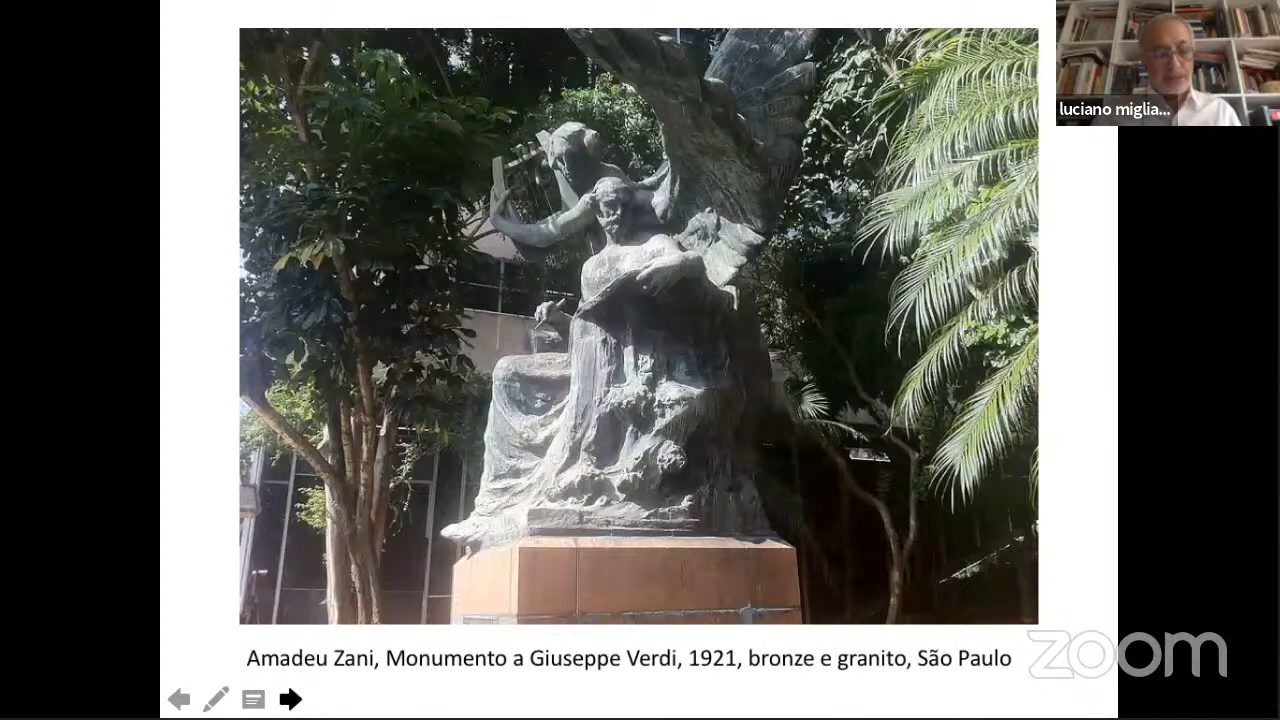 luciano miglia...
Amadeu Zani, Monumento a Giuseppe Verdi, 1921, bronze e granito, São Paulo
zoom